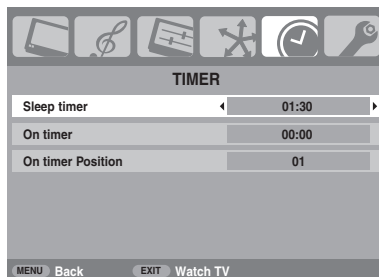 TIMER
Sleep timer 01:30
On timer 00:00
On timer Position 01
MENU Back EXIT Watch TV